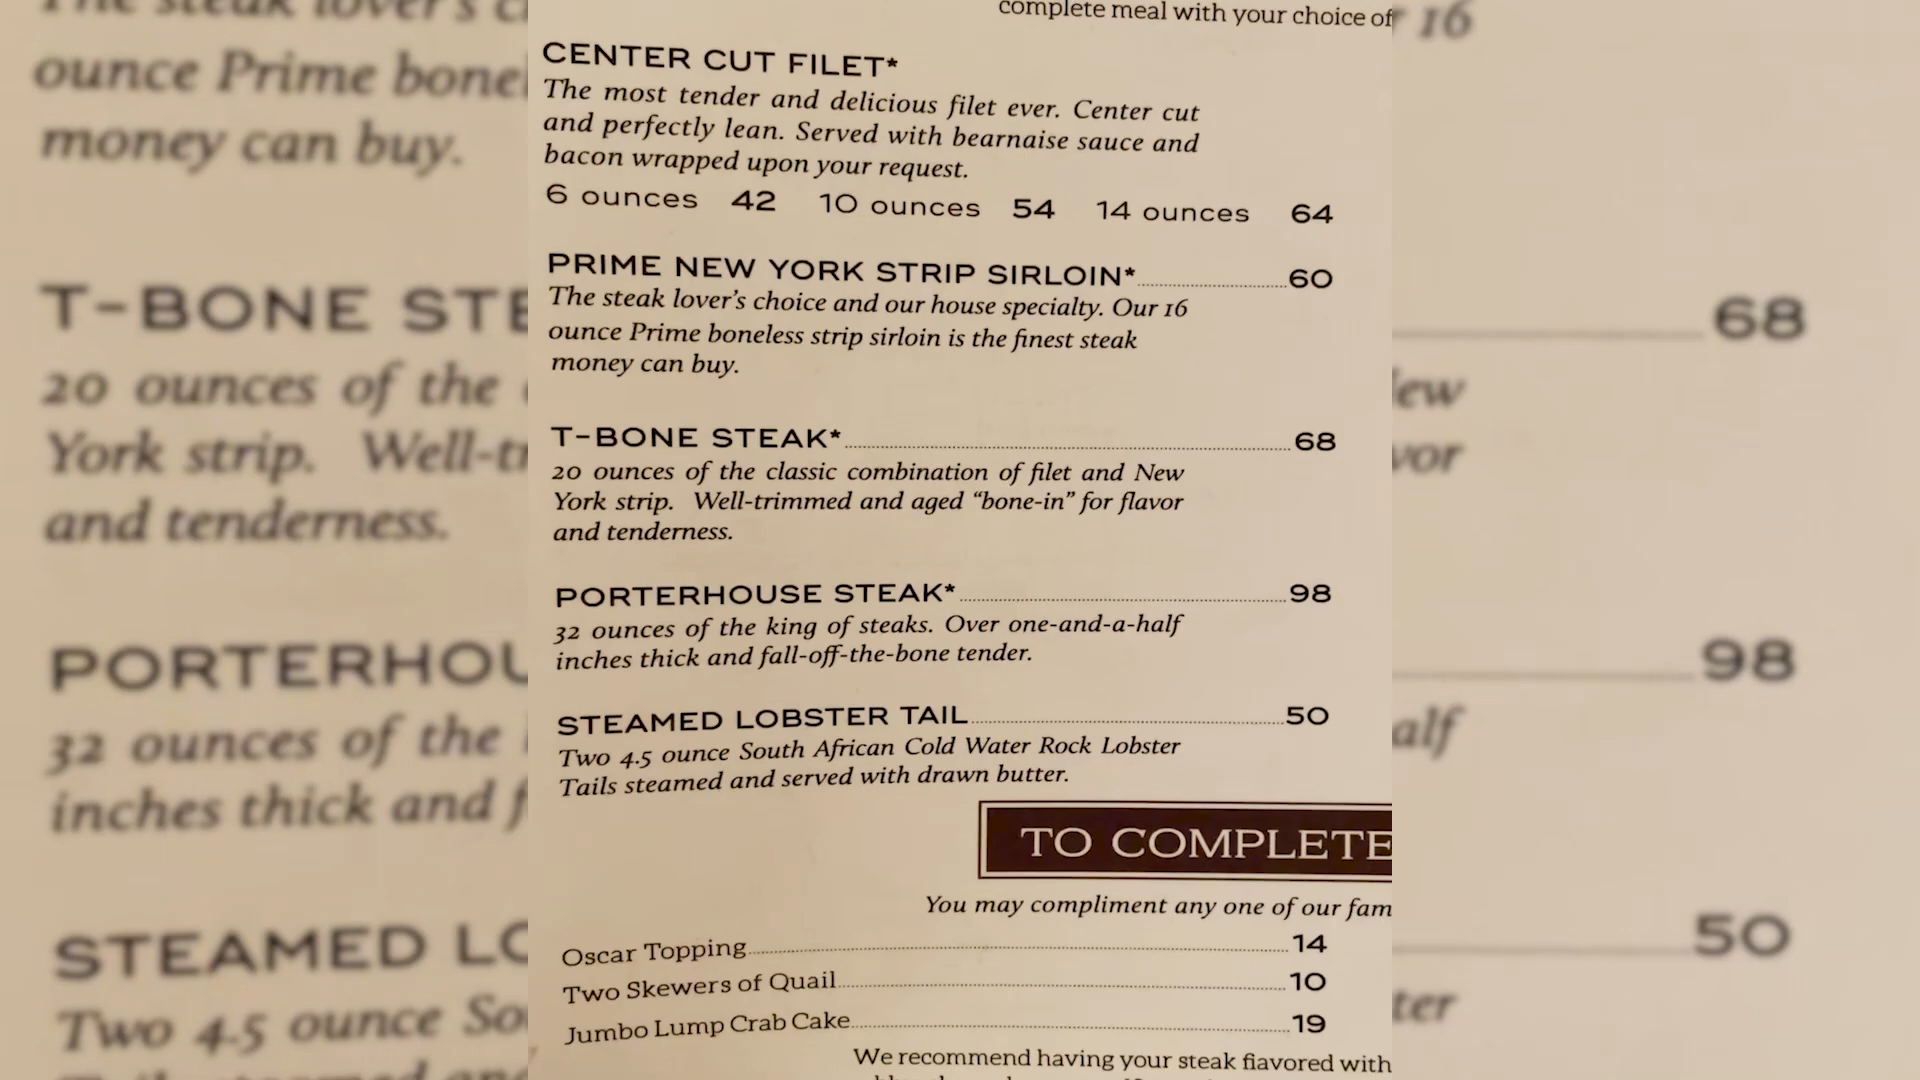 complete meal with your choice of
CENTER CUT FILET*
The most tender and delicious filet ever. Center cut
and perfectly lean. Served with bearnaise sauce and
bacon wrapped upon your request.
6 ounces 42 10 ounces 54 14 ounces 64
PRIME NEW YORK STRIP SIRLOIN* 60
The steak lover's choice and our house specialty. Our 16
ounce Prime boneless strip sirloin is the finest steak
money can buy.
T-BONE STEAK* 68
20 ounces of the classic combination of filet and New
York strip. Well-trimmed and aged "bone-in" for flavor
and tenderness.
PORTERHOUSE STEAK* 98
32 ounces of the king of steaks. Over one-and-a-half
inches thick and fall-off-the-bone tender.
STEAMED LOBSTER TAIL 50
Two 4.5 ounce South African Cold Water Rock Lobster
Tails steamed and served with drawn butter.
TO COMPLETE
You may compliment any one of our fam
Oscar Topping 14
Two Skewers of Quail 10
Jumbo Lump Crab Cake 19
We recommend having your steak flavored with